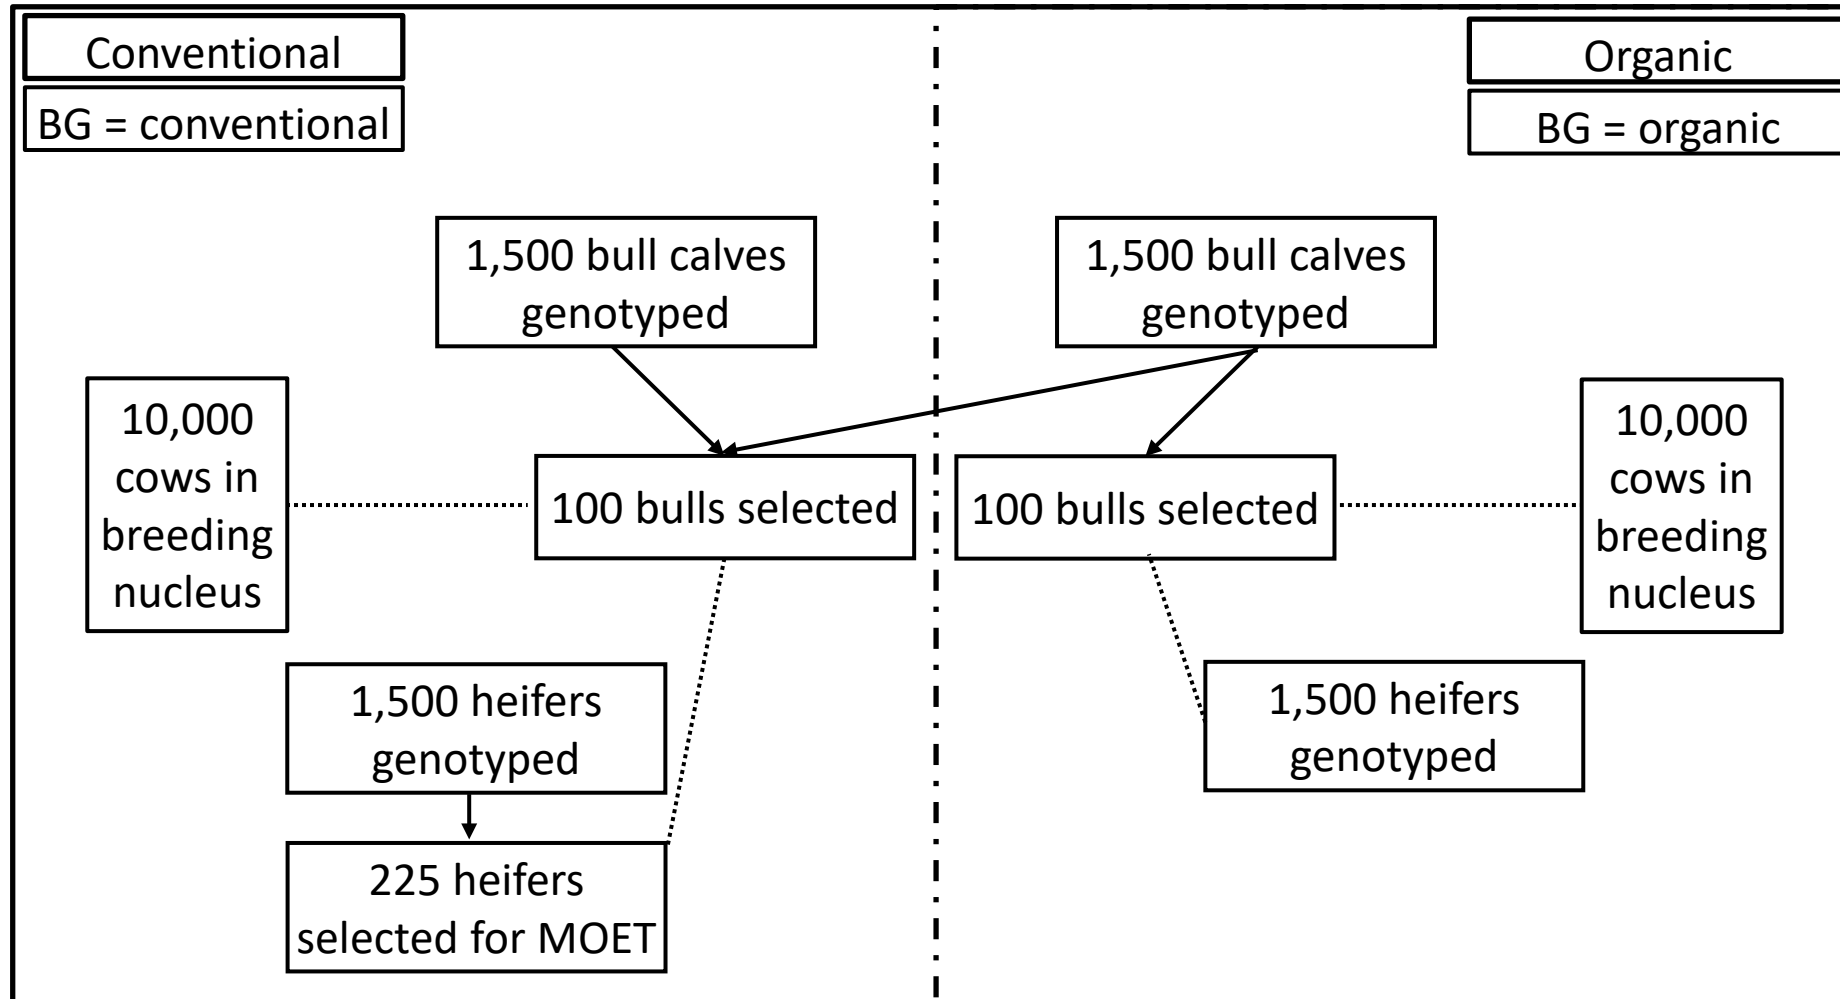 Conventional
BG = conventional
Organic
BG = organic
1,500 bull calves
genotyped
1,500 bull calves
genotyped
10,000
cows in
breeding
nucleus
100 bulls selected
100 bulls selected
10,000
cows in
breeding
nucleus
1,500 heifers
genotyped
1,500 heifers
genotyped
225 heifers
selected for MOET